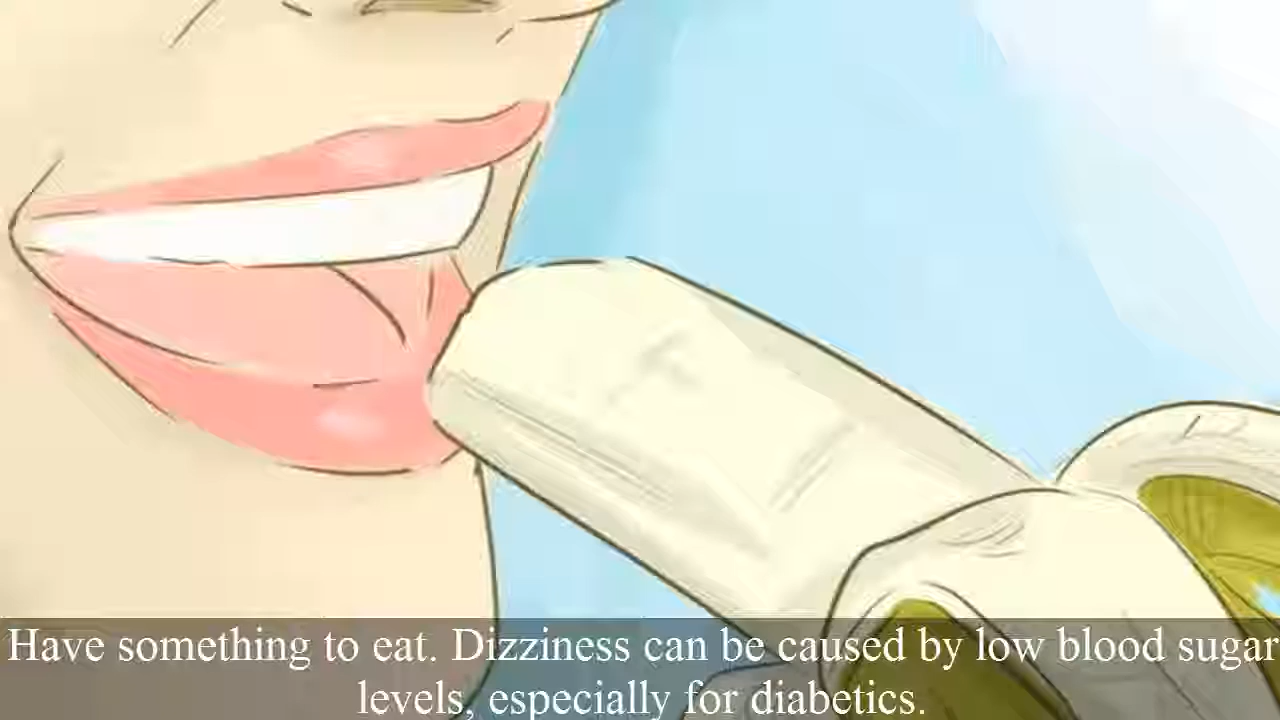 Have something to eat. Dizziness can be caused by low blood sugar
levels, especially for diabetics.